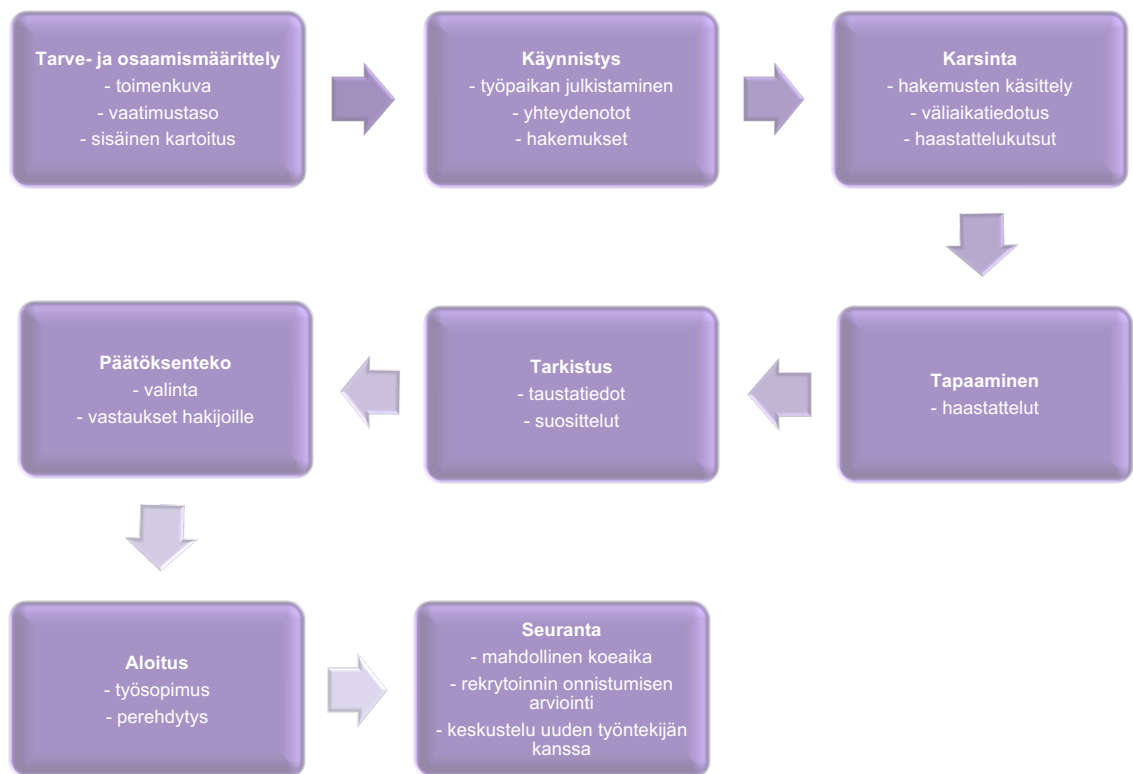 Tarve- ja osaamismäärittely
- toimenkuva
- vaatimustaso
- sisäinen kartoitus
Käynnistys
- työpaikan julkistaminen
- yhteydenotot
- hakemukset
Karsinta
- hakemusten käsittely
- väliaikatiedotus
- haastattelukutsut
Tapaaminen
- haastattelut
Tarkistus
- taustatiedot
- suosittelut
Päätöksenteko
- valinta
- vastaukset hakijoille
Aloitus
- työsopimus
- perehdytys
Seuranta
- mahdollinen koeaika
- rekrytoinnin onnistumisen
arviointi
- keskustelu uuden työntekijän
kanssa